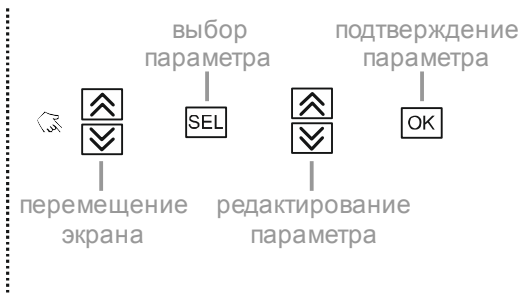 выбор
параметра
подтверждение
параметра
SEL
OK
перемещение
экрана
редактирование
параметра